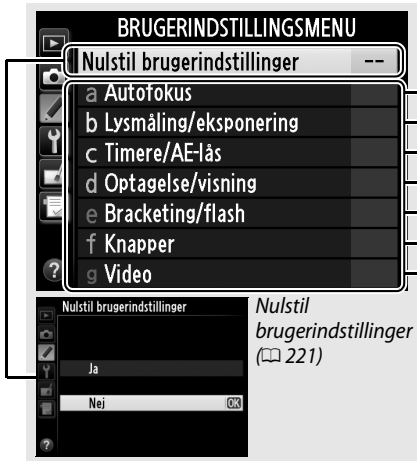 BRUGERINDSTILLINGSMENU
Nulstil brugerindstillinger --
a Autofokus
b Lysmåling/eksponering
c Timere/AE-lås
d Optagelse/visning
e Bracketing/flash
f Knapper
g Video
?
Nulstil brugerindstillinger
Ja
Nej OK
?
Nulstil
brugerindstillinger
(📖 221)